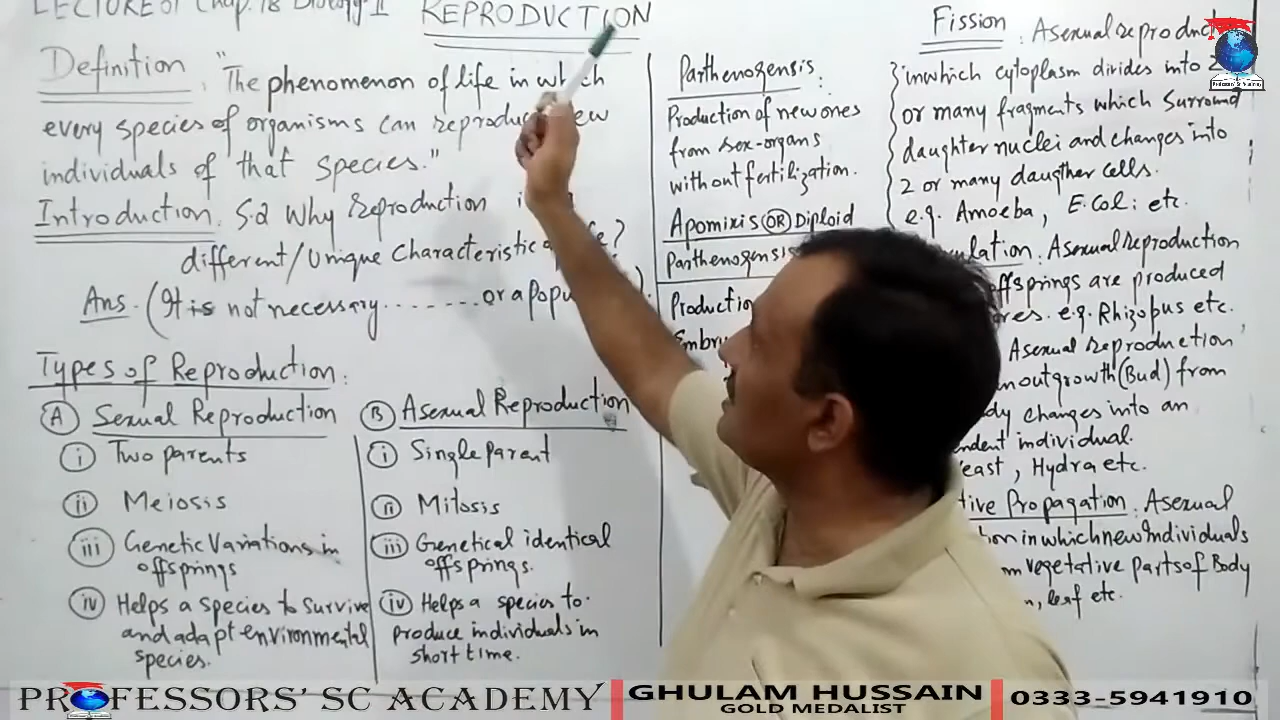 LECTURE 01 Chap. 18 Biology II
REPRODUCTION
Definition : "The phenomenon of life in which
every species of organisms can reproduce new
individuals of that species."
Introduction. S.Q Why Reproduction is
different/Unique Characteristic of life?
Ans. (It is not necessary........or a
Types of Reproduction:
A Sexual Reproduction
i Two parents
ii Meiosis
iii Genetic Variations in
offsprings
iv Helps a species to survive
and adapt environmental
species.
B Asexual Reproduction
i Single parent
ii Mitosis
iii Genetical identical
offsprings.
iv Helps a species to
produce individuals in
short time.
Parthenogensis:
Production of new ones
from sex-organs
without fertilization.
Apomixis OR Diploid
Parthenogensis
Fission : Asexual
in which cytoplasm divides into 2
or many fragments which Surround
daughter nuclei and changes into
2 or many daugther cells.
e.g. Amoeba, E.Coli etc.
Asexual Reproduction
offsprings are produced
e.g. Rhizopus etc.
Asexual reproduction
outgrowth (Bud) from
changes into an
individual.
Hydra etc.
Propagation : Asexual
in which new Individuals
vegetative parts of Body
leaf etc.
PROFESSORS' SC ACADEMY
GHULAM HUSSAIN
GOLD MEDALIST
0333-5941910